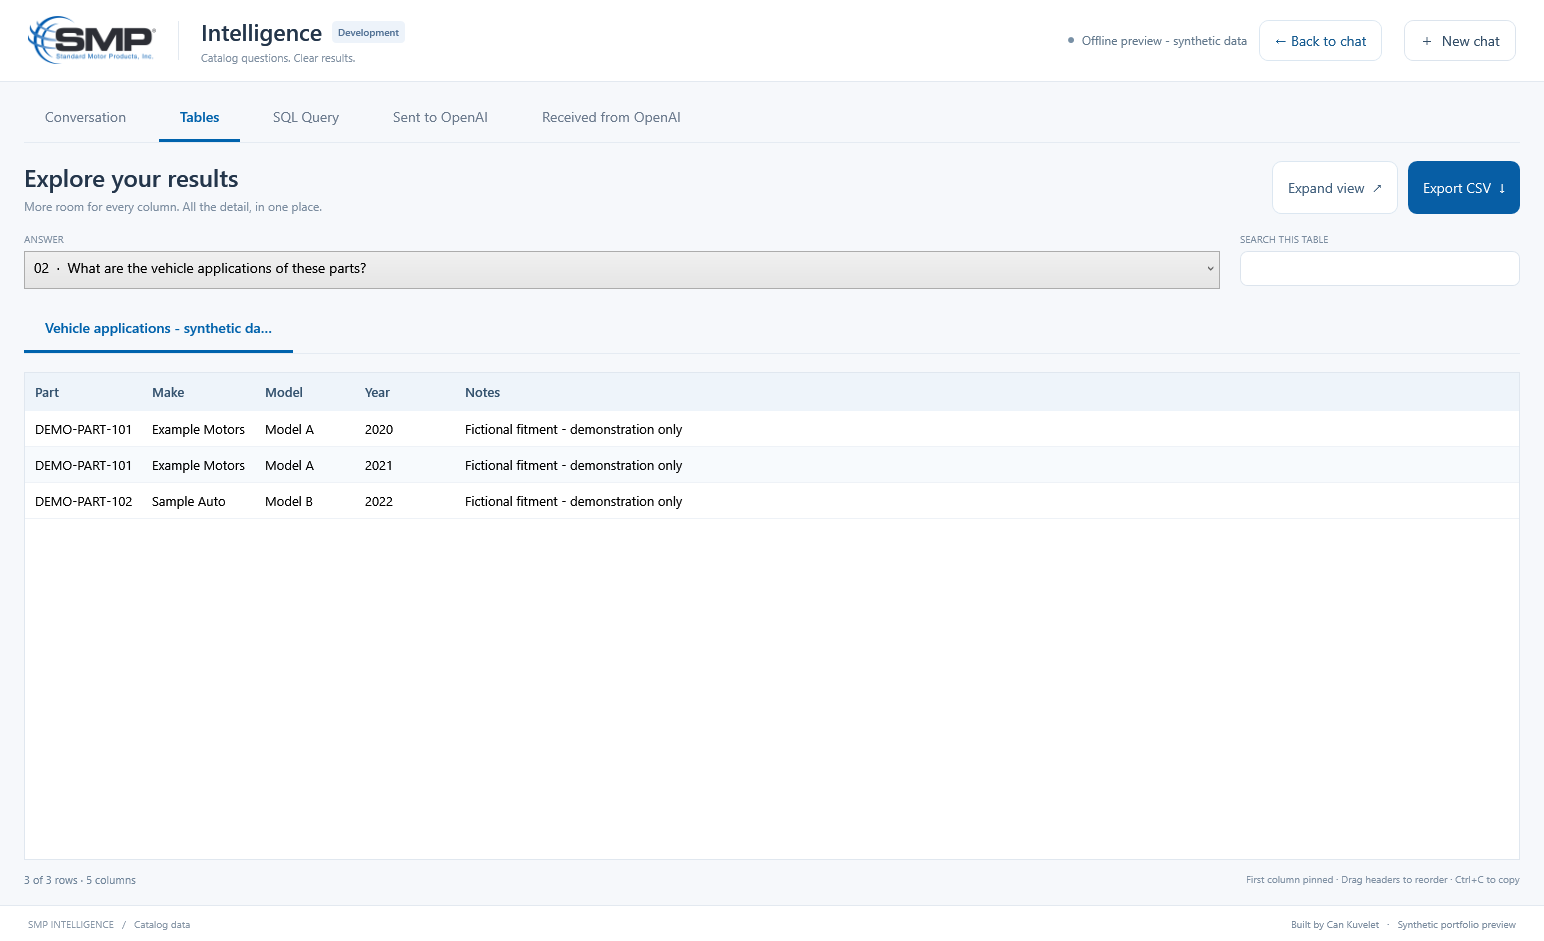 SMP®
Standard Motor Products, Inc.
Intelligence
Development
Catalog questions. Clear results.
Offline preview - synthetic data
← Back to chat
+ New chat
Conversation
Tables
SQL Query
Sent to OpenAI
Received from OpenAI
Explore your results
More room for every column. All the detail, in one place.
Expand view ↗
Export CSV ↓
ANSWER
SEARCH THIS TABLE
02 · What are the vehicle applications of these parts?
Vehicle applications - synthetic da...
Part Make Model Year Notes
DEMO-PART-101 Example Motors Model A 2020 Fictional fitment - demonstration only
DEMO-PART-101 Example Motors Model A 2021 Fictional fitment - demonstration only
DEMO-PART-102 Sample Auto Model B 2022 Fictional fitment - demonstration only
3 of 3 rows · 5 columns
First column pinned · Drag headers to reorder · Ctrl+C to copy
SMP INTELLIGENCE / Catalog data
Built by Can Kuvelet · Synthetic portfolio preview